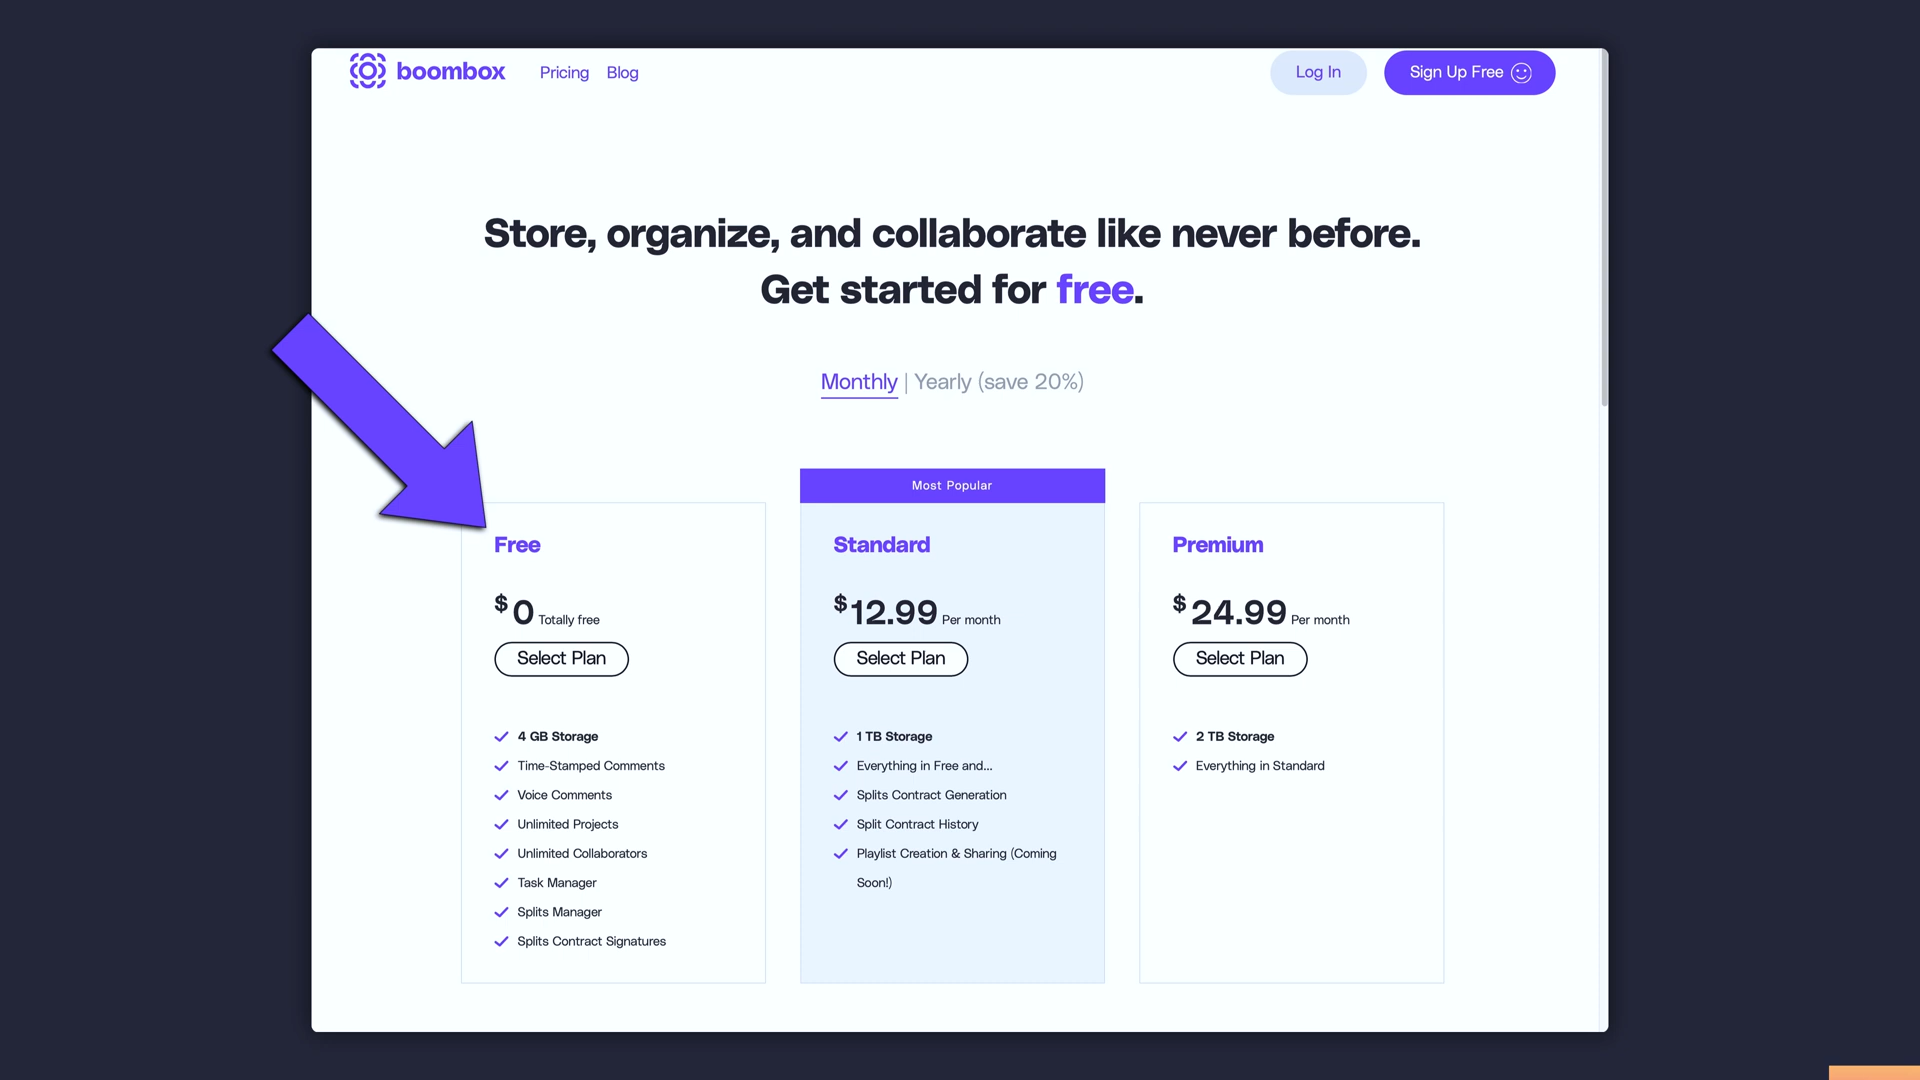 boombox
Pricing
Blog
Log In
Sign Up Free
Store, organize, and collaborate like never before.
Get started for free.
Monthly | Yearly (save 20%)
Free
$0 Totally free
Select Plan
4 GB Storage
Time-Stamped Comments
Voice Comments
Unlimited Projects
Unlimited Collaborators
Task Manager
Splits Manager
Splits Contract Signatures
Most Popular
Standard
$12.99 Per month
Select Plan
1 TB Storage
Everything in Free and...
Splits Contract Generation
Split Contract History
Playlist Creation & Sharing (Coming
Soon!)
Premium
$24.99 Per month
Select Plan
2 TB Storage
Everything in Standard